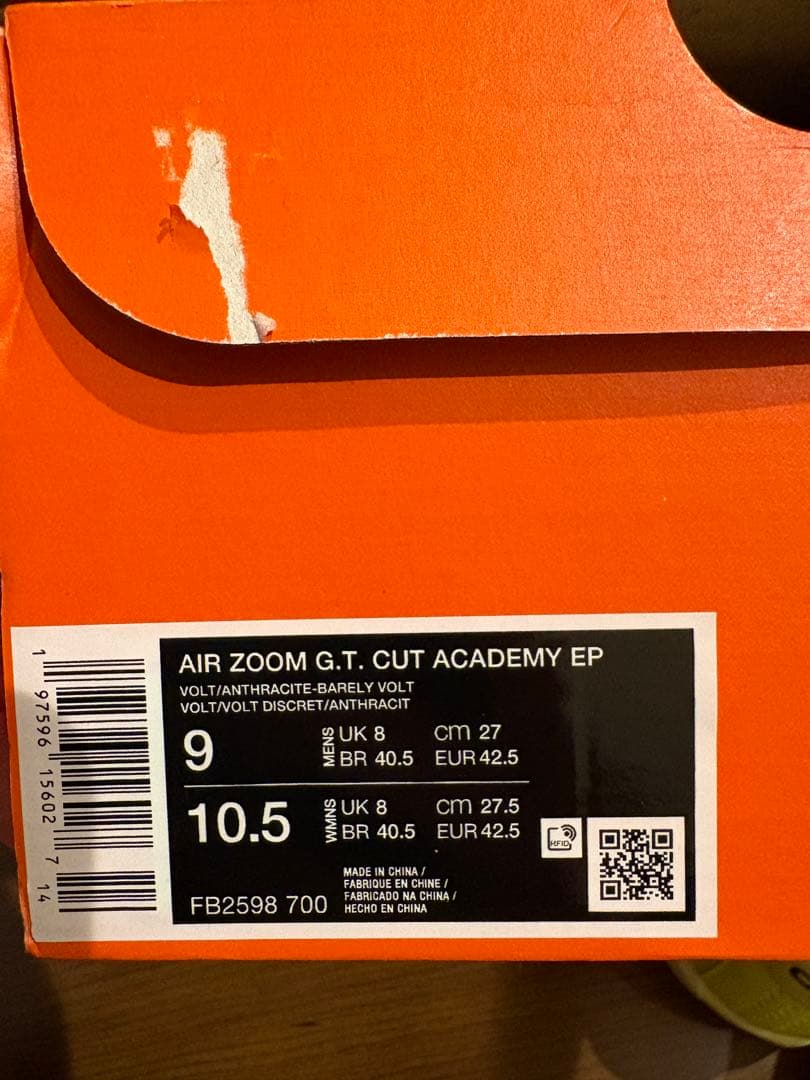 AIR ZOOM G.T. CUT ACADEMY EP
VOLT/ANTHRACITE-BARELY VOLT
VOLT/VOLT DISCRET/ANTHRACIT
9 MENS UK 8 cm 27
BR 40.5 EUR 42.5
10.5 WMNS UK 8 cm 27.5
BR 40.5 EUR 42.5
RFID
MADE IN CHINA /
FABRIQUE EN CHINE /
FABRICADO NA CHINA /
HECHO EN CHINA
FB2598 700
1 97596 15602 7 14